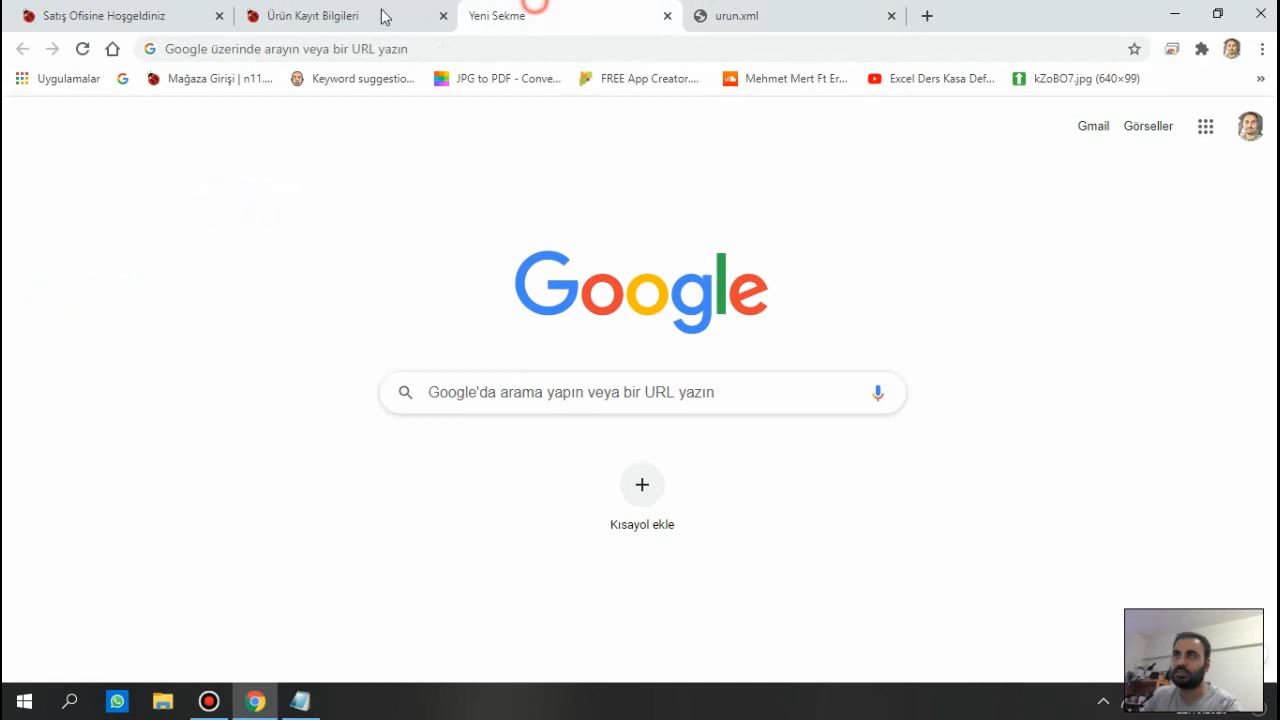 Satış Ofisine Hoşgeldiniz
Ürün Kayıt Bilgileri
Yeni Sekme
urun.xml
Google üzerinde arayın veya bir URL yazın
Uygulamalar
Mağaza Girişi | n11....
Keyword suggestio...
JPG to PDF - Conve...
FREE App Creator....
Mehmet Mert Ft Er...
Excel Ders Kasa Def...
kZoBO7.jpg (640×99)
»
Gmail
Görseller
Google
Google'da arama yapın veya bir URL yazın
Kısayol ekle